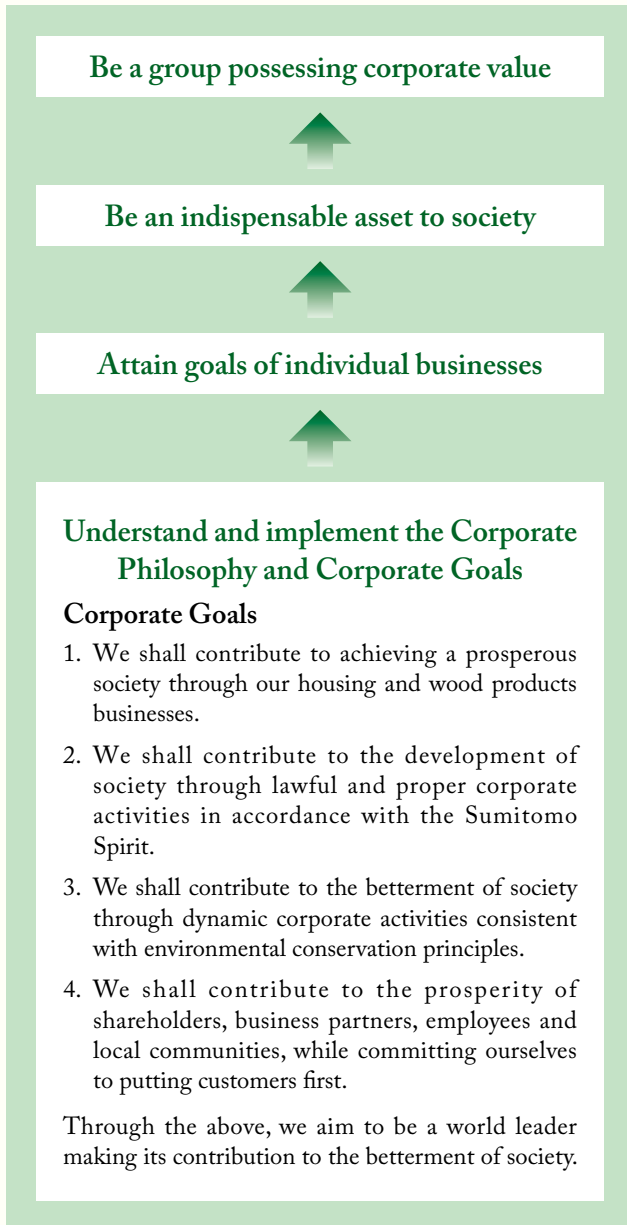 Be a group possessing corporate value
Be an indispensable asset to society
Attain goals of individual businesses
Understand and implement the Corporate
Philosophy and Corporate Goals
Corporate Goals
1. We shall contribute to achieving a prosperous
society through our housing and wood products
businesses.
2. We shall contribute to the development of
society through lawful and proper corporate
activities in accordance with the Sumitomo
Spirit.
3. We shall contribute to the betterment of society
through dynamic corporate activities consistent
with environmental conservation principles.
4. We shall contribute to the prosperity of
shareholders, business partners, employees and
local communities, while committing ourselves
to putting customers first.
Through the above, we aim to be a world leader
making its contribution to the betterment of society.